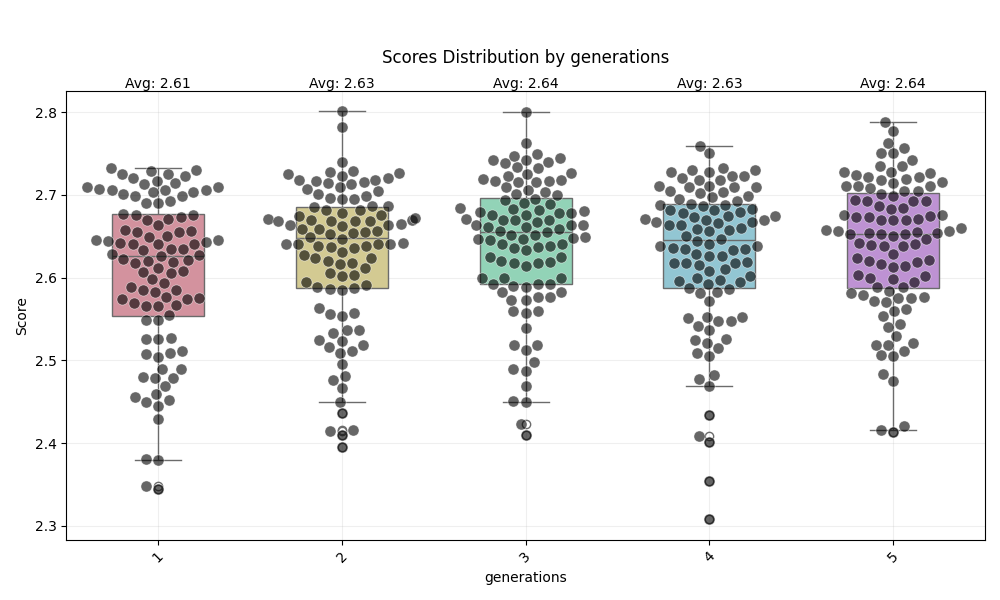 Scores Distribution by generations
Avg: 2.61 Avg: 2.63 Avg: 2.64 Avg: 2.63 Avg: 2.64
2.8
2.7
2.6
2.5
2.4
2.3
Score
1 2 3 4 5
generations